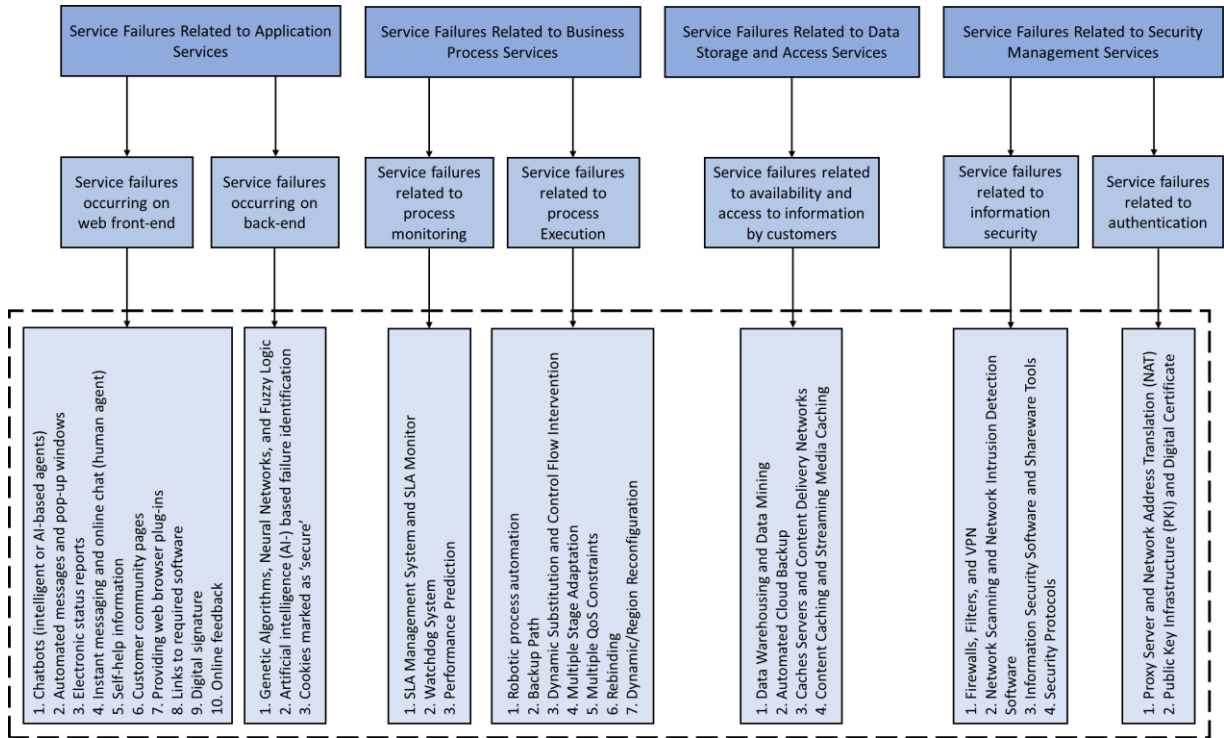 Service Failures Related to Application
Services
Service Failures Related to Business
Process Services
Service Failures Related to Data
Storage and Access Services
Service Failures Related to Security
Management Services
Service failures
occurring on
web front-end
Service failures
occurring on
back-end
Service failures
related to
process
monitoring
Service failures
related to
process
Execution
Service failures related
to availability and
access to information
by customers
Service failures
related to
information
security
Service failures
related to
authentication
1. Chatbots (intelligent or AI-based agents)
2. Automated messages and pop-up windows
3. Electronic status reports
4. Instant messaging and online chat (human agent)
5. Self-help information
6. Customer community pages
7. Providing web browser plug-ins
8. Links to required software
9. Digital signature
10. Online feedback
1. Genetic Algorithms, Neural Networks, and Fuzzy Logic
2. Artificial intelligence (AI-) based failure identification
3. Cookies marked as ‘secure’
1. SLA Management System and SLA Monitor
2. Watchdog System
3. Performance Prediction
1. Robotic process automation
2. Backup Path
3. Dynamic Substitution and Control Flow Intervention
4. Multiple Stage Adaptation
5. Multiple QoS Constraints
6. Rebinding
7. Dynamic/Region Reconfiguration
1. Data Warehousing and Data Mining
2. Automated Cloud Backup
3. Caches Servers and Content Delivery Networks
4. Content Caching and Streaming Media Caching
1. Firewalls, Filters, and VPN
2. Network Scanning and Network Intrusion Detection
Software
3. Information Security Software and Shareware Tools
4. Security Protocols
1. Proxy Server and Network Address Translation (NAT)
2. Public Key Infrastructure (PKI) and Digital Certificate